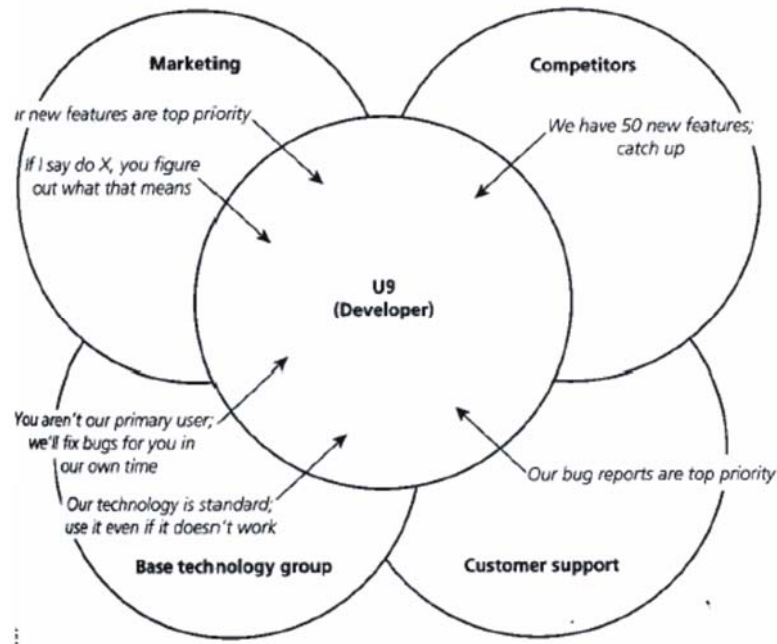 Marketing
Competitors
ir new features are top priority
We have 50 new features;
catch up
If I say do X, you figure
out what that means
U9
(Developer)
You aren't our primary user;
we'll fix bugs for you in
our own time
Our bug reports are top priority
Our technology is standard;
use it even if it doesn't work
Base technology group
Customer support